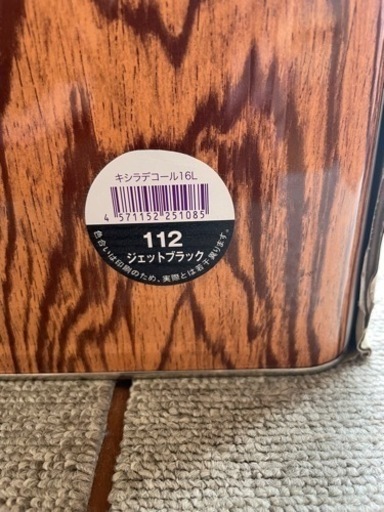 キシラデコール16L
4 571152 251085
112
ジェットブラック
色合いは印刷のため、実際とは若干異ります。